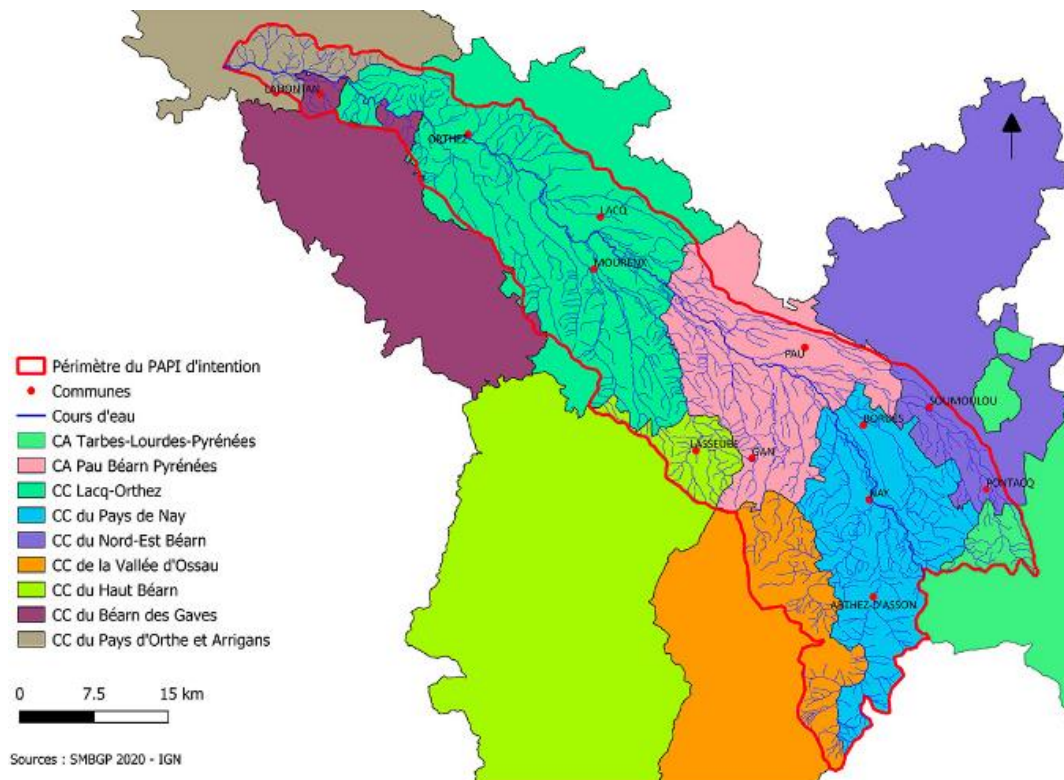 LAHONTAN
ORTHEZ
LACQ
MOURENX
PAU
SOUMOULOU
BORDES
LASSEUBE
GAN
PONTACQ
NAY
ARTHEZ-D'ASSON
Périmètre du PAPI d'intention
Communes
Cours d'eau
CA Tarbes-Lourdes-Pyrénées
CA Pau Béarn Pyrénées
CC Lacq-Orthez
CC du Pays de Nay
CC du Nord-Est Béarn
CC de la Vallée d'Ossau
CC du Haut Béarn
CC du Béarn des Gaves
CC du Pays d'Orthe et Arrigans
0 7.5 15 km
Sources : SMBGP 2020 - IGN